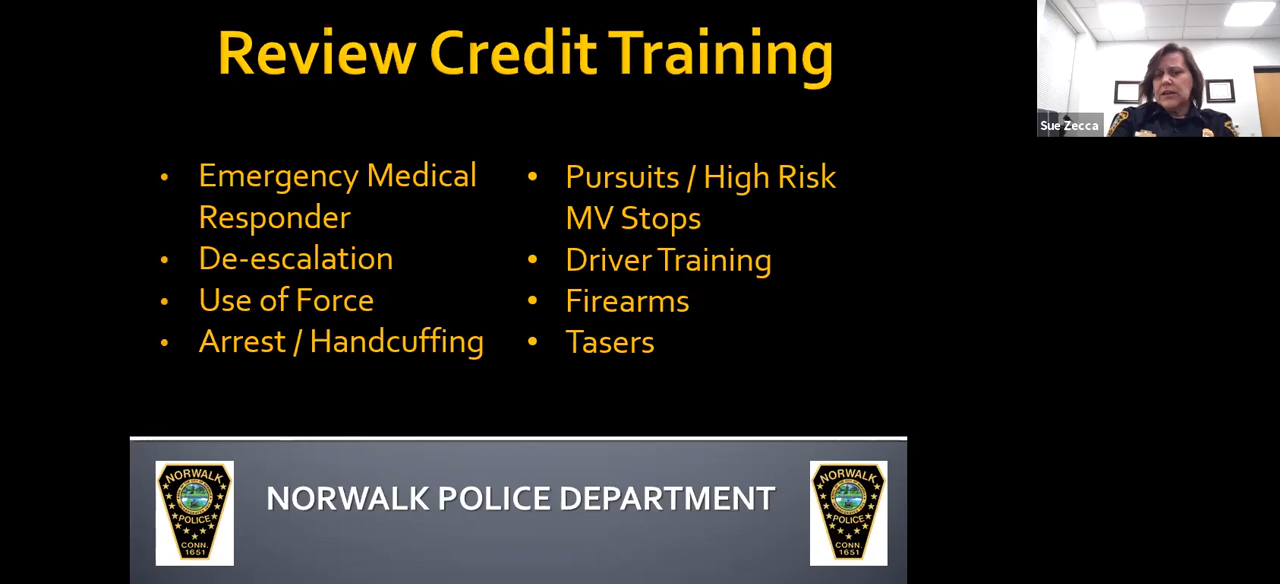 Review Credit Training
Sue Zecca
• Emergency Medical
Responder
• De-escalation
• Use of Force
• Arrest / Handcuffing
• Pursuits / High Risk
MV Stops
• Driver Training
• Firearms
• Tasers
NORWALK
POLICE
CONN.
1651
NORWALK POLICE DEPARTMENT
NORWALK
POLICE
CONN.
1651